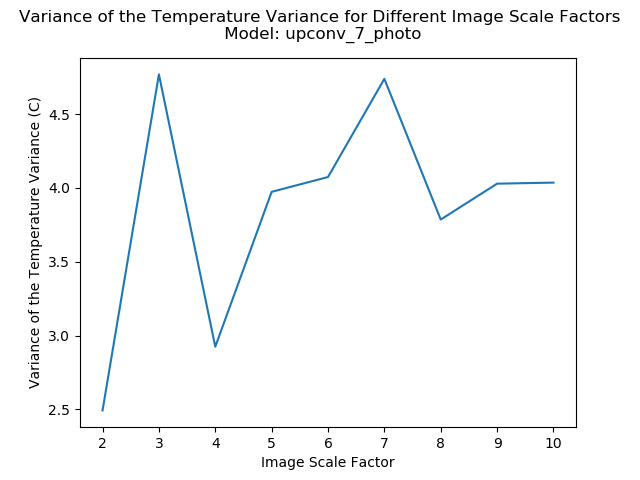 Variance of the Temperature Variance for Different Image Scale Factors
Model: upconv_7_photo
Variance of the Temperature Variance (C)
4.5
4.0
3.5
3.0
2.5
2 3 4 5 6 7 8 9 10
Image Scale Factor